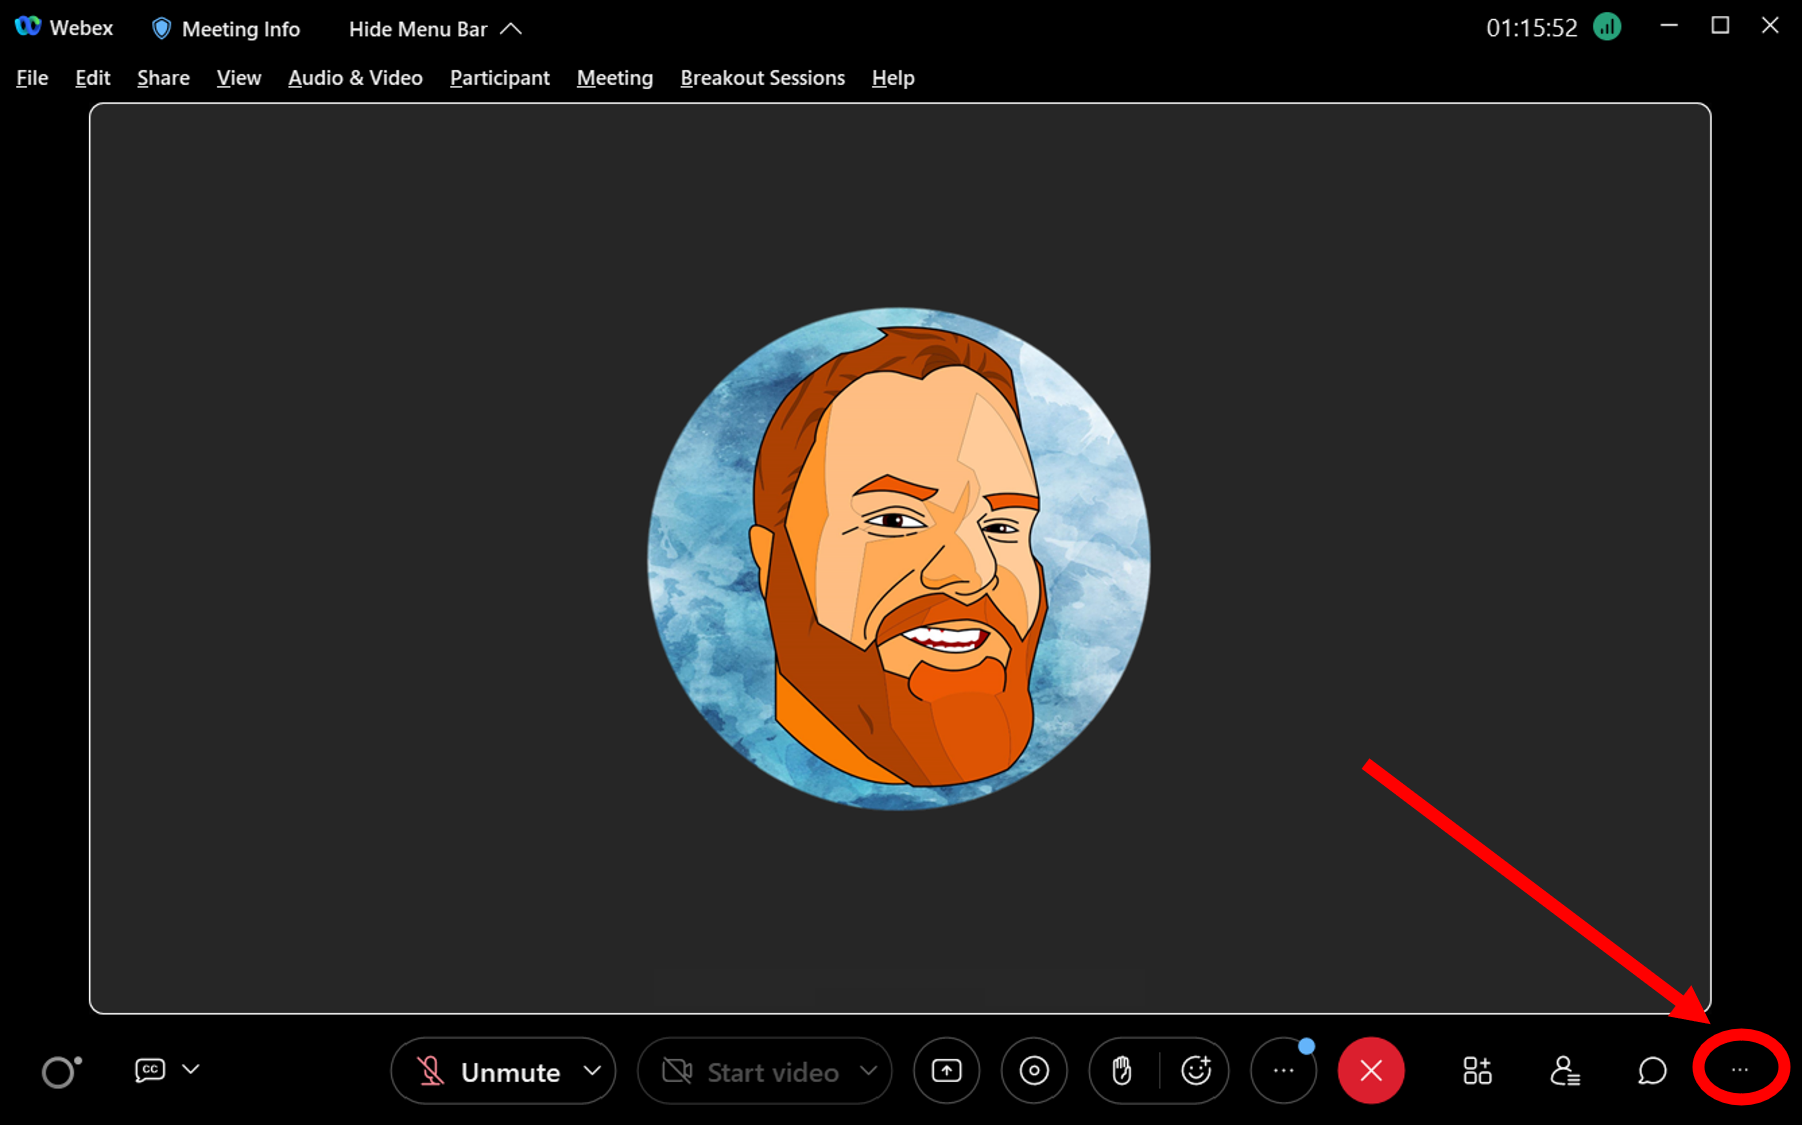 Webex Meeting Info Hide Menu Bar 01:15:52
File Edit Share View Audio & Video Participant Meeting Breakout Sessions Help
CC Unmute Start video